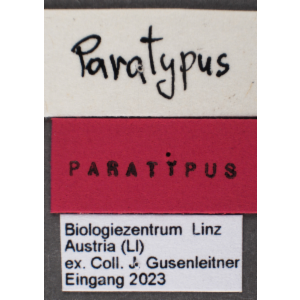 Paratypus
PARATYPUS
Biologiezentrum Linz
Austria (LI)
ex. Coll. J. Gusenleitner
Eingang 2023